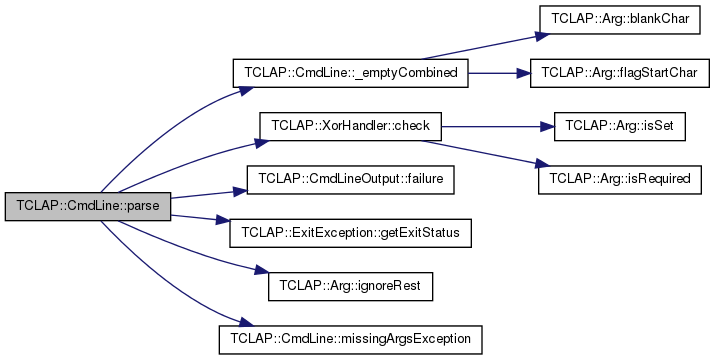 TCLAP::CmdLine::parse
TCLAP::CmdLine::_emptyCombined
TCLAP::Arg::blankChar
TCLAP::Arg::flagStartChar
TCLAP::XorHandler::check
TCLAP::Arg::isSet
TCLAP::Arg::isRequired
TCLAP::CmdLineOutput::failure
TCLAP::ExitException::getExitStatus
TCLAP::Arg::ignoreRest
TCLAP::CmdLine::missingArgsException